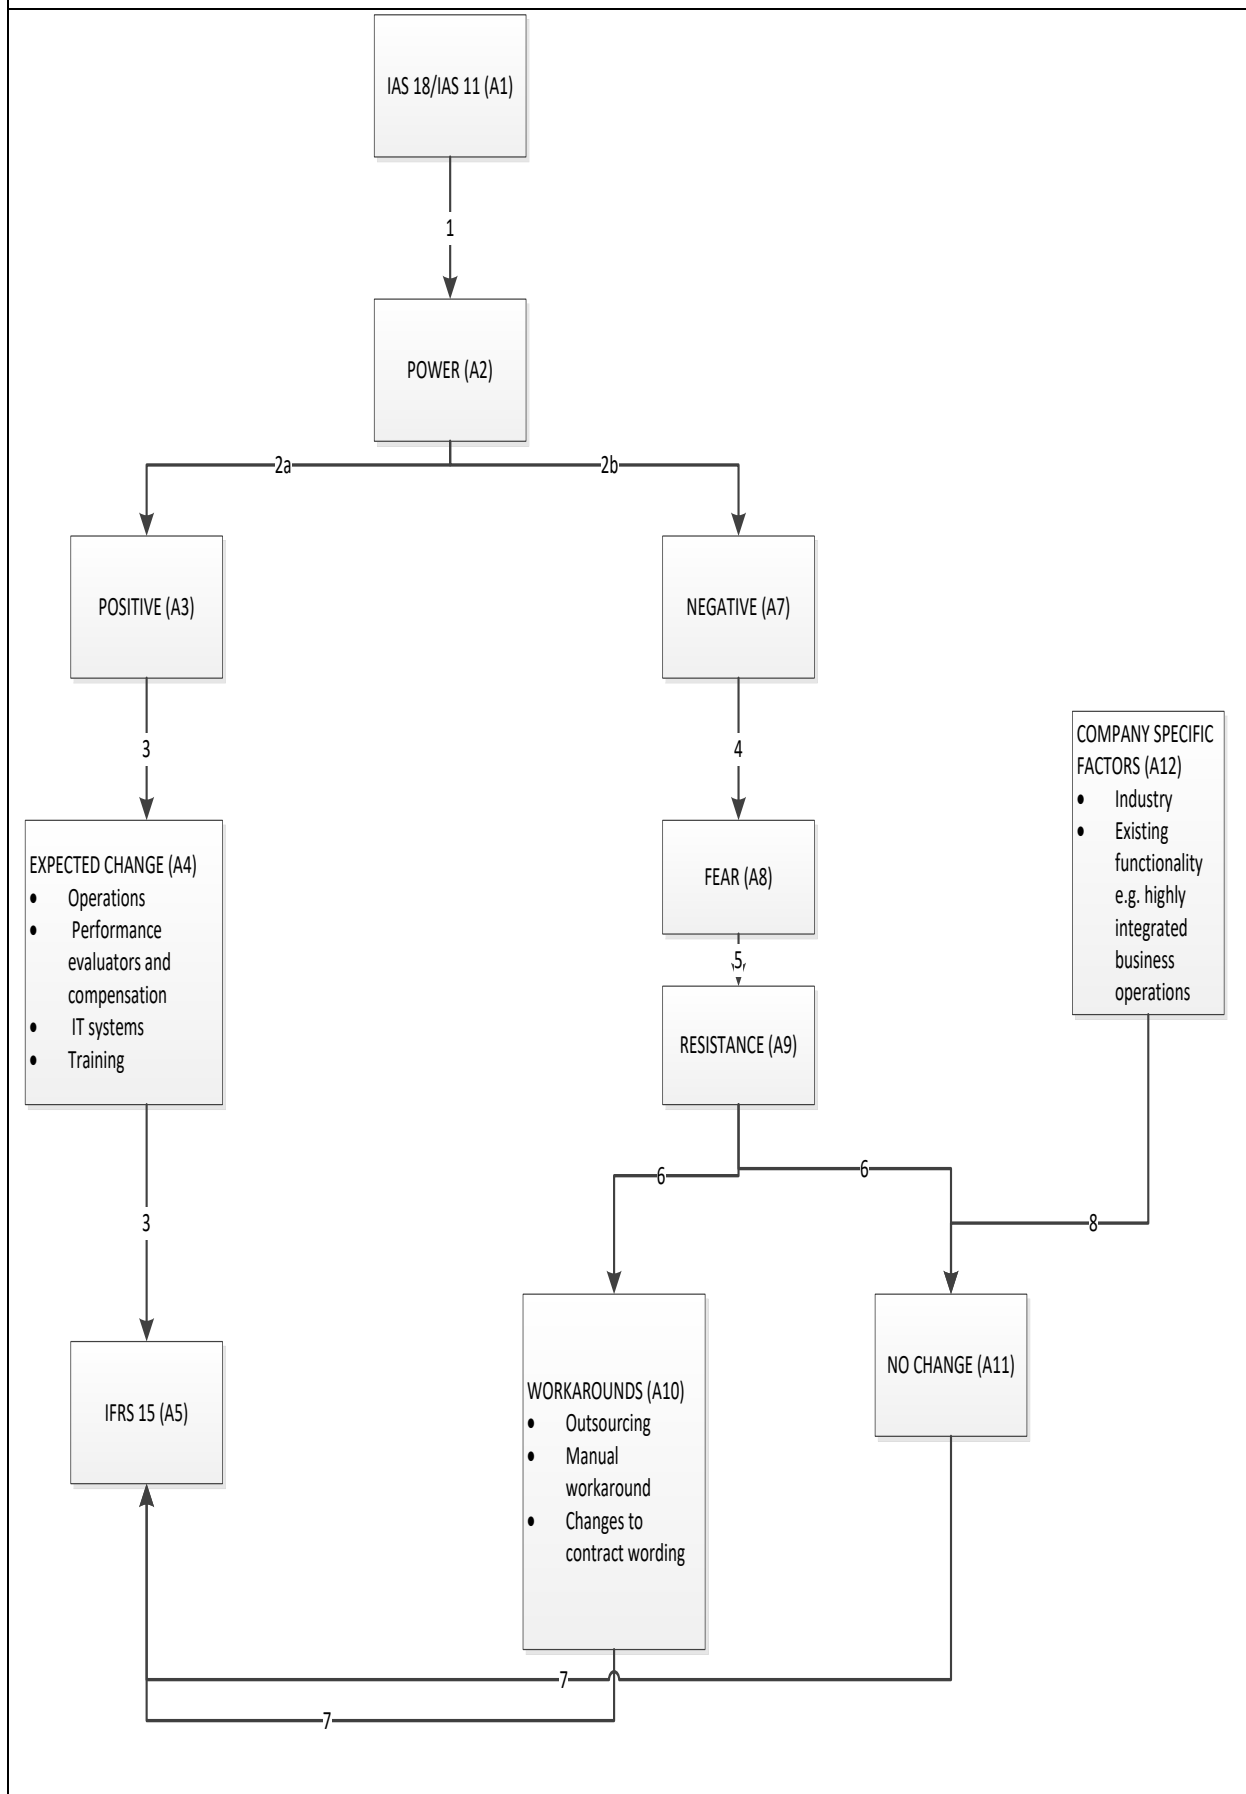 IAS 18/IAS 11 (A1)
1
POWER (A2)
2a
2b
POSITIVE (A3)
NEGATIVE (A7)
3
4
COMPANY SPECIFIC
FACTORS (A12)
• Industry
• Existing
functionality
e.g. highly
integrated
business
operations
EXPECTED CHANGE (A4)
• Operations
• Performance
evaluators and
compensation
• IT systems
• Training
FEAR (A8)
5
RESISTANCE (A9)
6
6
3
8
IFRS 15 (A5)
WORKAROUNDS (A10)
• Outsourcing
• Manual
workaround
• Changes to
contract wording
NO CHANGE (A11)
7
7